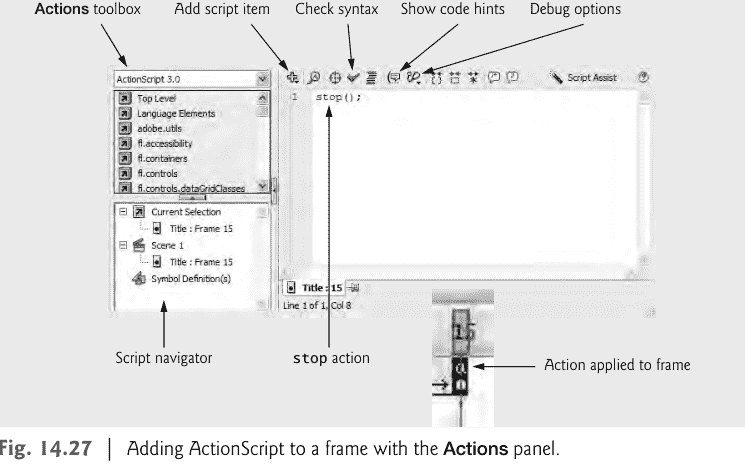 Actions toolbox
Add script item
Check syntax
Show code hints
Debug options
ActionScript 3.0
Script Assist
Top Level
Language Elements
adobe.utils
fl.accessibility
fl.containers
fl.controls
fl.controls.dataGridClasses
1 stop();
Current Selection
Title : Frame 15
Scene 1
Title : Frame 15
Symbol Definition(s)
Title : 15
Line 1 of 1, Col 8
15
a
Script navigator
stop action
Action applied to frame
Fig. 14.27 | Adding ActionScript to a frame with the Actions panel.